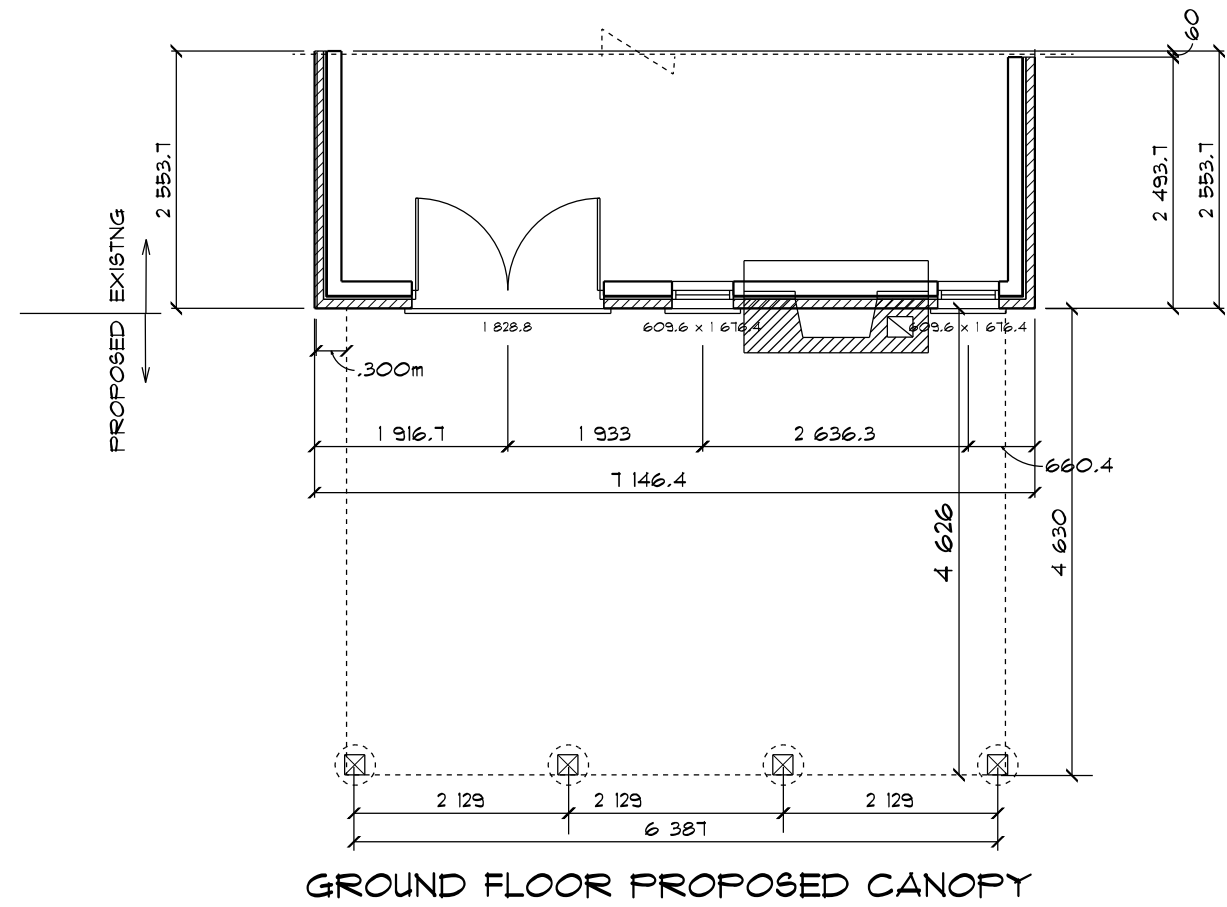 60
2 553.7
2 493.7
2 553.7
EXISTNG
PROPOSED
1 828.8
609.6 x 1 676.4
609.6 x 1 676.4
.300m
1 916.7
1 933
2 636.3
660.4
7 146.4
4 626
4 630
2 129
2 129
2 129
6 387
GROUND FLOOR PROPOSED CANOPY